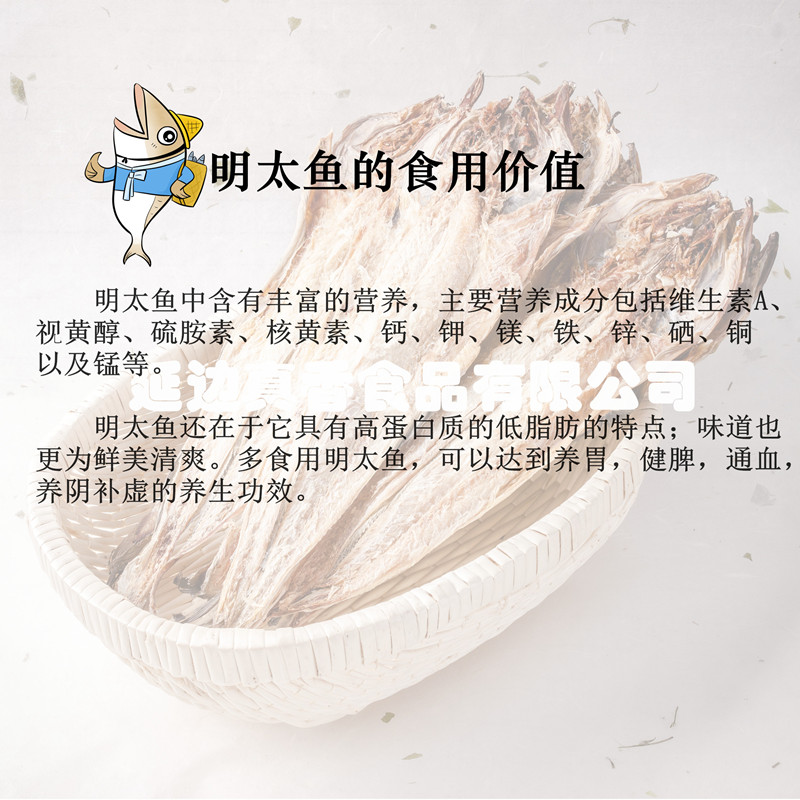 明太鱼的食用价值
明太鱼中含有丰富的营养，主要营养成分包括维生素A、
视黄醇、硫胺素、核黄素、钙、钾、镁、铁、锌、硒、铜
以及锰等。
延边真香食品有限公司
明太鱼还在于它具有高蛋白质的低脂肪的特点；味道也
更为鲜美清爽。多食用明太鱼，可以达到养胃，健脾，通血，
养阴补虚的养生功效。